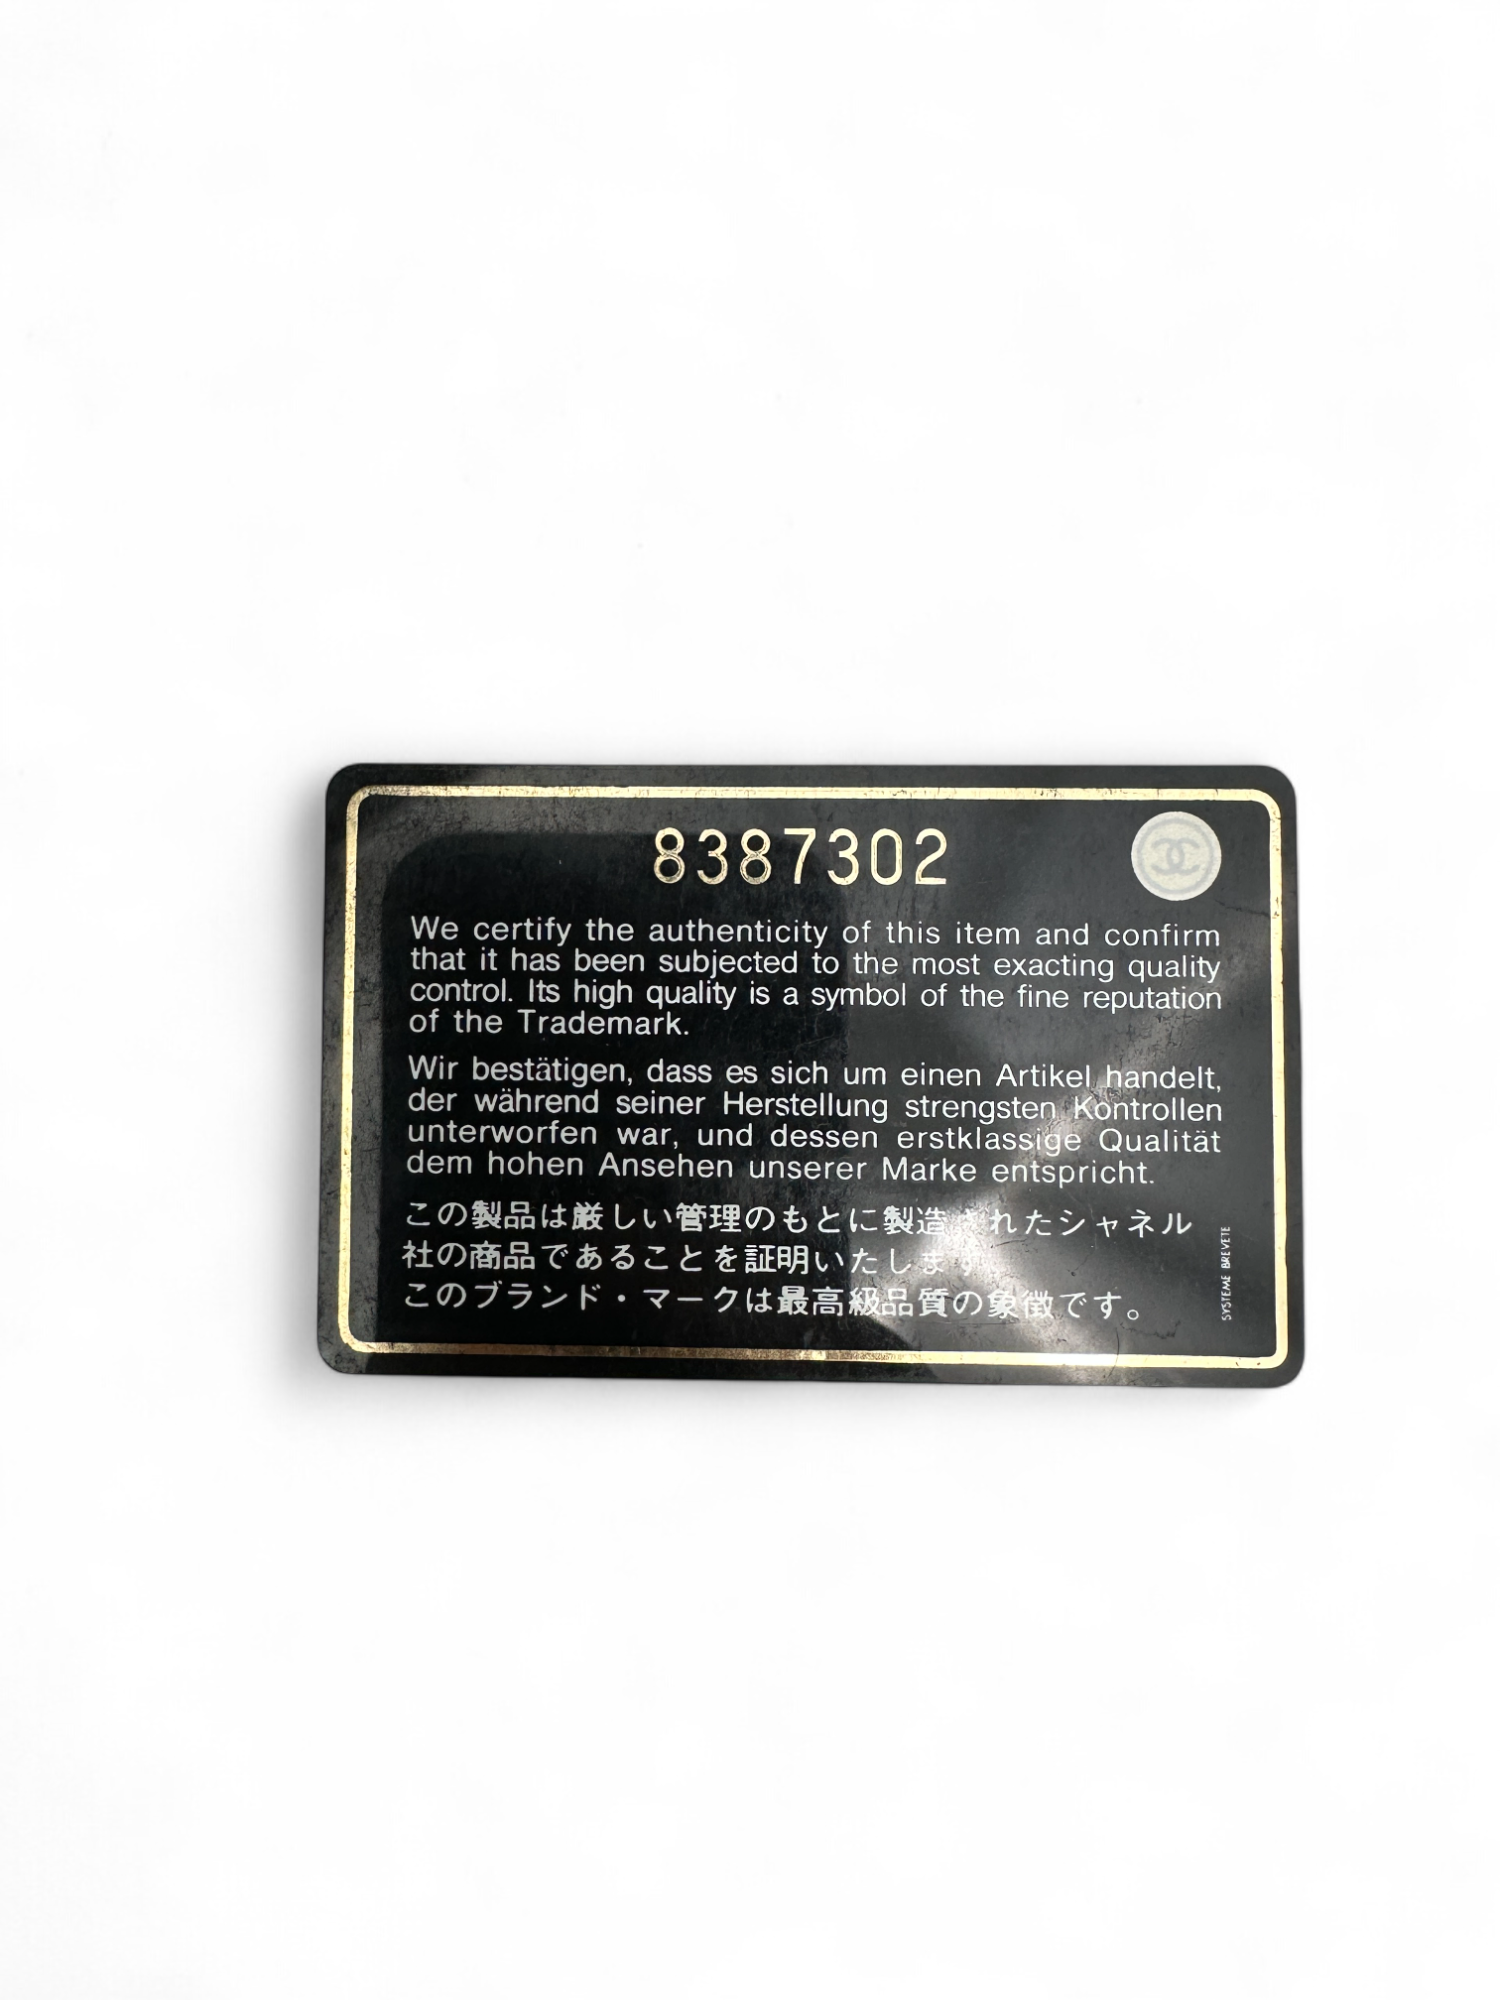 8387302
We certify the authenticity of this item and confirm
that it has been subjected to the most exacting quality
control. Its high quality is a symbol of the fine reputation
of the Trademark.
Wir bestätigen, dass es sich um einen Artikel handelt,
der während seiner Herstellung strengsten Kontrollen
unterworfen war, und dessen erstklassige Qualität
dem hohen Ansehen unserer Marke entspricht.
この製品は厳しい管理のもとに製造されたシャネル
社の商品であることを証明いたします
このブランド・マークは最高級品質の象徴です。
SYSTEME BREVETE